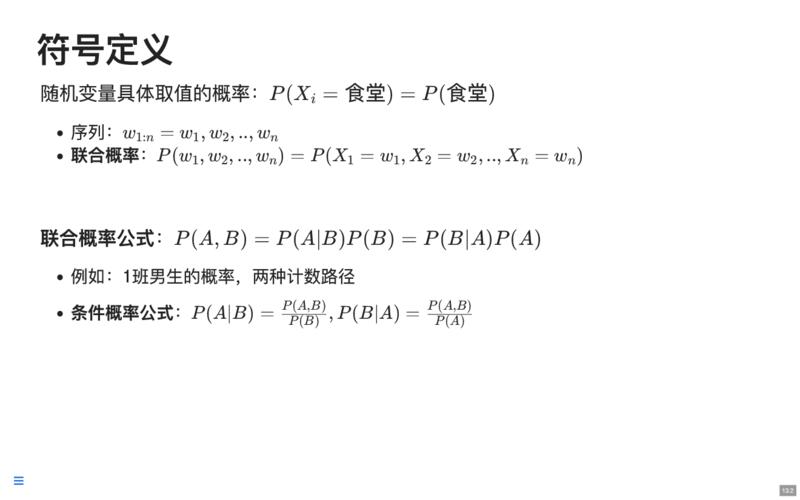 符号定义
随机变量具体取值的概率：P(X_i = 食堂) = P(食堂)
• 序列：w_{1:n} = w_1, w_2, .., w_n
• 联合概率：P(w_1, w_2, .., w_n) = P(X_1 = w_1, X_2 = w_2, .., X_n = w_n)
联合概率公式：P(A, B) = P(A|B)P(B) = P(B|A)P(A)
• 例如：1班男生的概率，两种计数路径
• 条件概率公式：P(A|B) = \frac{P(A,B)}{P(B)}, P(B|A) = \frac{P(A,B)}{P(A)}
13.2